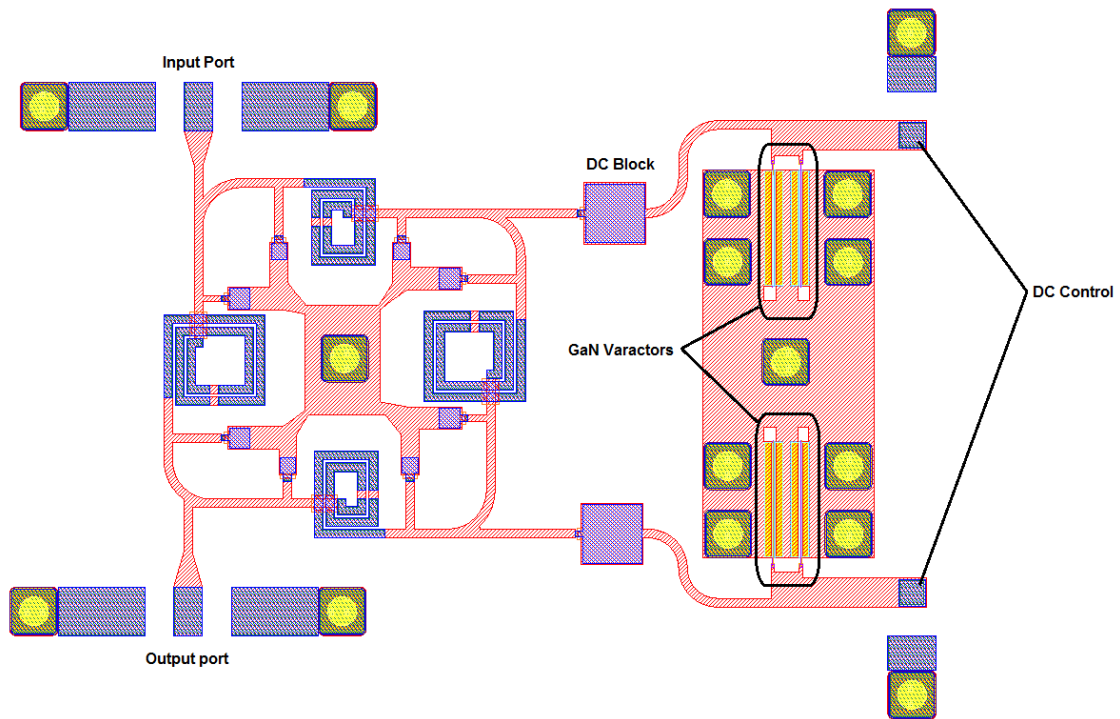 Input Port
DC Block
DC Control
GaN Varactors
Output port